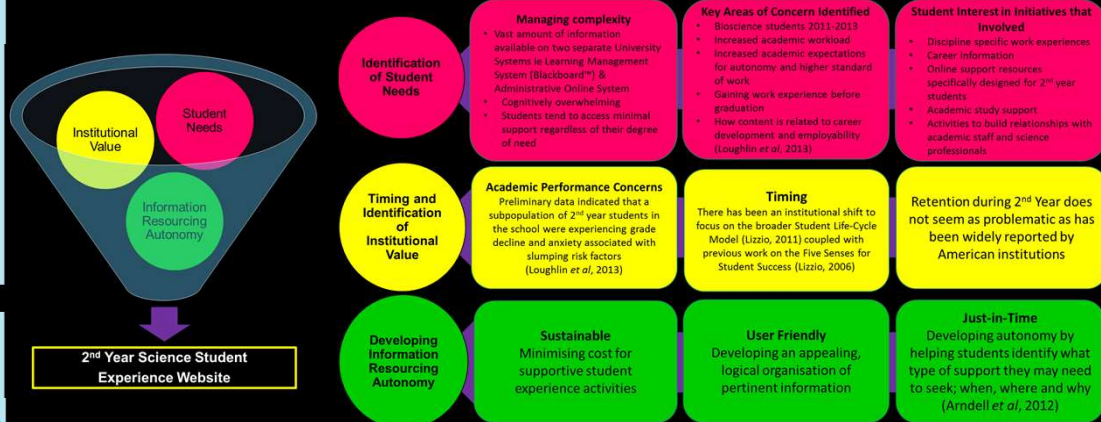 Institutional
Value
Student
Needs
Information
Resourcing
Autonomy
2nd Year Science Student
Experience Website
Identification
of Student
Needs
Managing complexity
• Vast amount of information
available on two separate University
Systems ie Learning Management
System (Blackboard™) &
Administrative Online System
• Cognitively overwhelming
• Students tend to access minimal
support regardless of their degree
of need
Key Areas of Concern Identified
• Bioscience students 2011-2013
• Increased academic workload
• Increased academic expectations
for autonomy and higher standard
of work
• Gaining work experience before
graduation
• How content is related to career
development and employability
(Loughlin et al, 2013)
Student Interest in Initiatives that
Involved
• Discipline specific work experiences
• Career information
• Online support resources
specifically designed for 2nd year
students
• Academic study support
• Activities to build relationships with
academic staff and science
professionals
Timing and
Identification
of
Institutional
Value
Academic Performance Concerns
Preliminary data indicated that a
subpopulation of 2nd year students in
the school were experiencing grade
decline and anxiety associated with
slumping risk factors
(Loughlin et al, 2013)
Timing
There has been an institutional shift to
focus on the broader Student Life-Cycle
Model (Lizzio, 2011) coupled with
previous work on the Five Senses for
Student Success (Lizzio, 2006)
Retention during 2nd Year does
not seem as problematic as has
been widely reported by
American institutions
Developing
Information
Resourcing
Autonomy
Sustainable
Minimising cost for
supportive student
experience activities
User Friendly
Developing an appealing,
logical organisation of
pertinent information
Just-in-Time
Developing autonomy by
helping students identify what
type of support they may need
to seek; when, where and why
(Arndell et al, 2012)